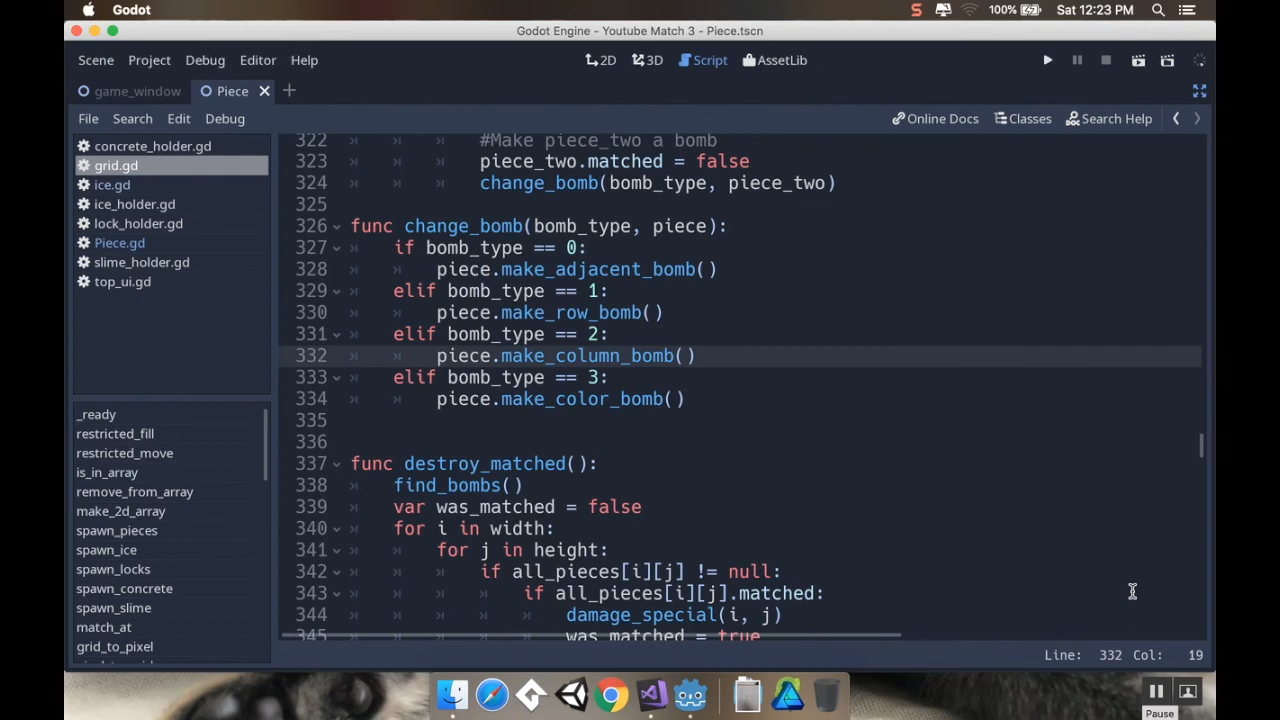 Godot
100%
Sat 12:23 PM
Godot Engine - Youtube Match 3 - Piece.tscn
Scene Project Debug Editor Help
2D 3D Script AssetLib
game_window Piece
File Search Edit Debug
Online Docs Classes Search Help
concrete_holder.gd
grid.gd
ice.gd
ice_holder.gd
lock_holder.gd
Piece.gd
slime_holder.gd
top_ui.gd
_ready
restricted_fill
restricted_move
is_in_array
remove_from_array
make_2d_array
spawn_pieces
spawn_ice
spawn_locks
spawn_concrete
spawn_slime
match_at
grid_to_pixel
322 #Make piece_two a bomb
323 piece_two.matched = false
324 change_bomb(bomb_type, piece_two)
325
326 func change_bomb(bomb_type, piece):
327 if bomb_type == 0:
328 piece.make_adjacent_bomb()
329 elif bomb_type == 1:
330 piece.make_row_bomb()
331 elif bomb_type == 2:
332 piece.make_column_bomb()
333 elif bomb_type == 3:
334 piece.make_color_bomb()
335
336
337 func destroy_matched():
338 find_bombs()
339 var was_matched = false
340 for i in width:
341 for j in height:
342 if all_pieces[i][j] != null:
343 if all_pieces[i][j].matched:
344 damage_special(i, j)
345 was_matched = true
Line: 332 Col: 19
Pause